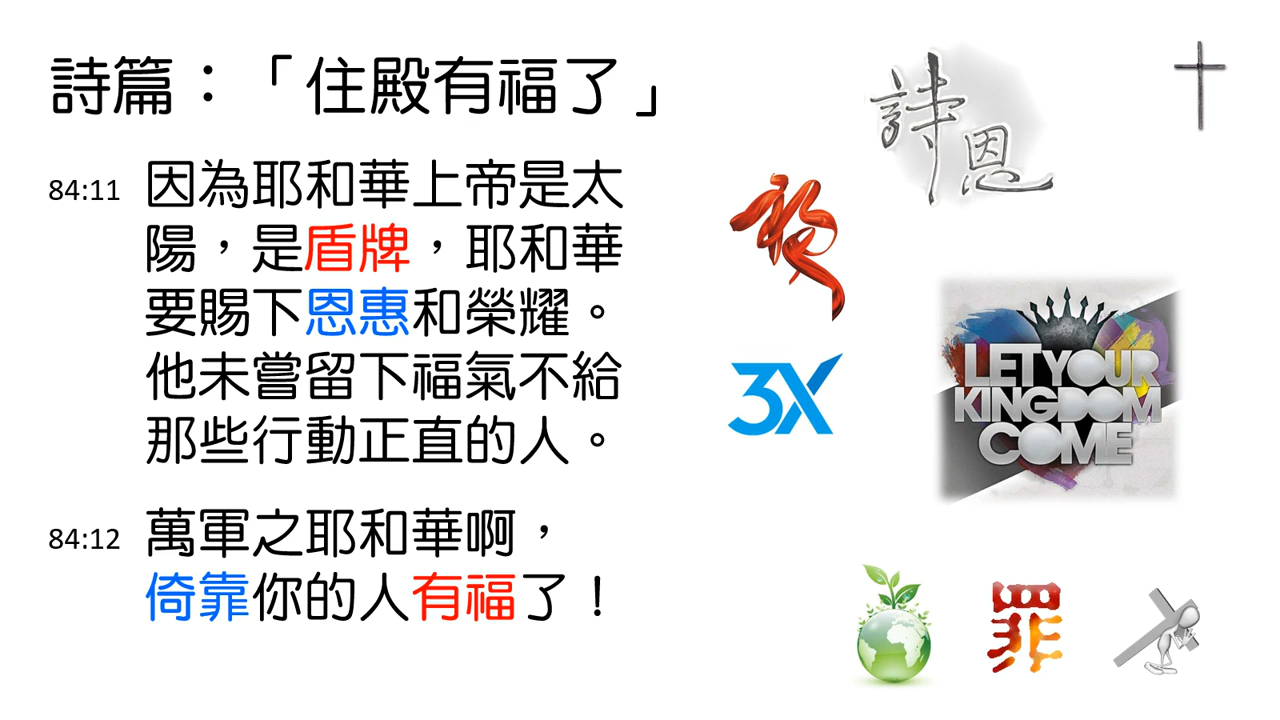 詩篇：「住殿有福了」
84:11 因為耶和華上帝是太
陽，是盾牌，耶和華
要賜下恩惠和榮耀。
他未嘗留下福氣不給
那些行動正直的人。
84:12 萬軍之耶和華啊，
倚靠你的人有福了！
詩
恩
3X
LET YOUR
KINGDOM
COME
罪